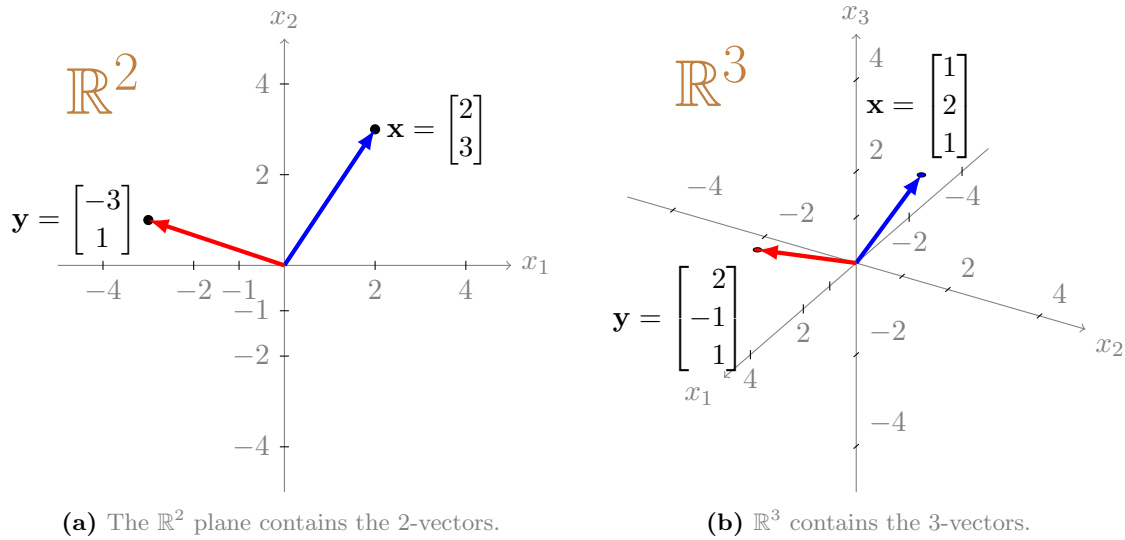 x₂
ℝ²
4
x = [2 3]
2
y = [−3 1]
x₁
−4 −2 −1 2 4
−1
−2
−4
(a) The ℝ² plane contains the 2-vectors.
x₃
ℝ³
4
x = [1 2 1]
2
−4
−4
−2
−2
2
4
y = [2 −1 1]
2
−2
x₂
4
x₁
−4
(b) ℝ³ contains the 3-vectors.